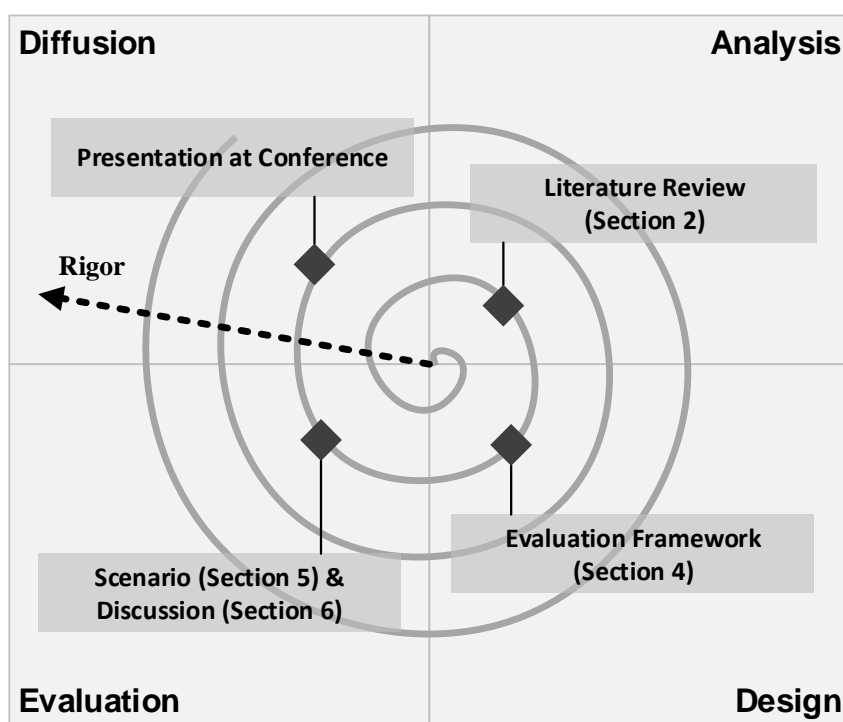 Diffusion
Analysis
Presentation at Conference
Literature Review
(Section 2)
Rigor
Evaluation Framework
(Section 4)
Scenario (Section 5) &
Discussion (Section 6)
Evaluation
Design